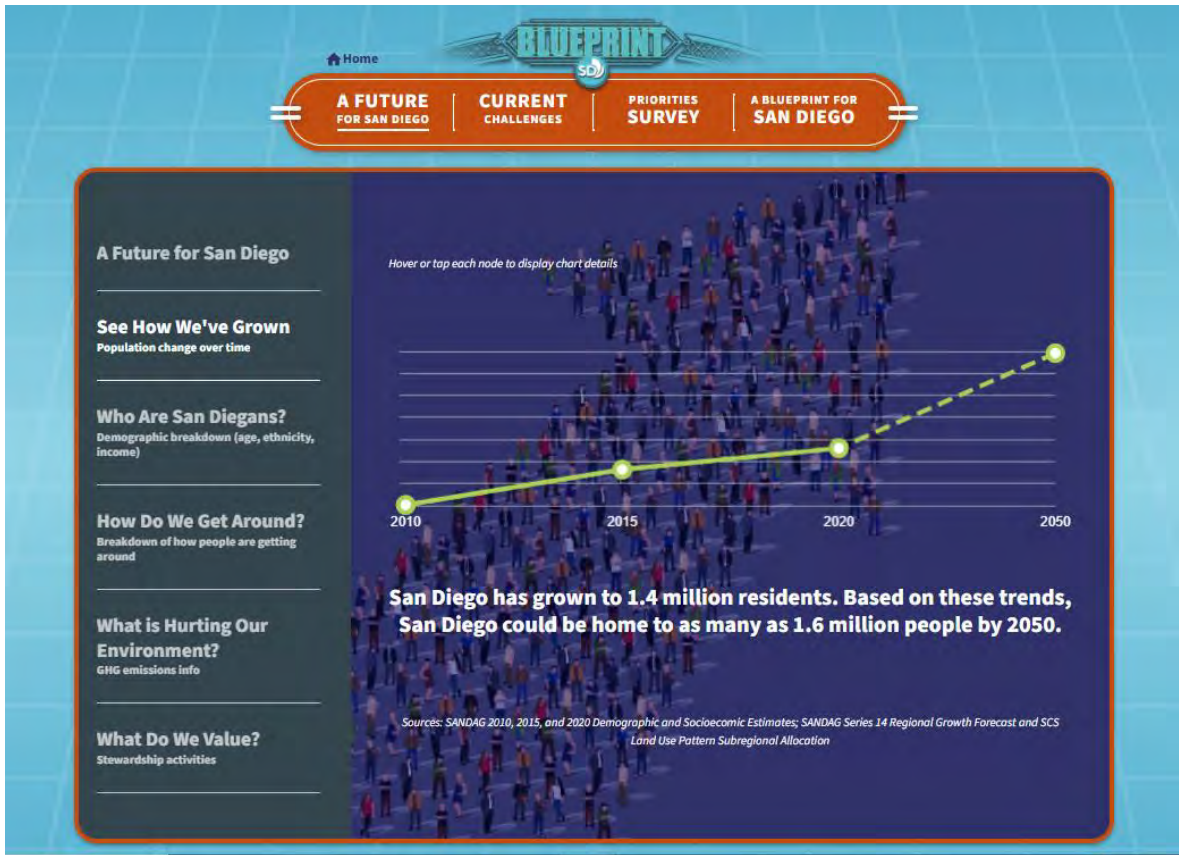 BLUEPRINT
SD
Home
A FUTURE
FOR SAN DIEGO
CURRENT
CHALLENGES
PRIORITIES
SURVEY
A BLUEPRINT FOR
SAN DIEGO
A Future for San Diego
See How We've Grown
Population change over time
Who Are San Diegans?
Demographic breakdown (age, ethnicity,
income)
How Do We Get Around?
Breakdown of how people are getting
around
What is Hurting Our
Environment?
GHG emissions info
What Do We Value?
Stewardship activities
Hover or tap each node to display chart details
2010
2015
2020
2050
San Diego has grown to 1.4 million residents. Based on these trends,
San Diego could be home to as many as 1.6 million people by 2050.
Sources: SANDAG 2010, 2015, and 2020 Demographic and Socioecomic Estimates; SANDAG Series 14 Regional Growth Forecast and SCS
Land Use Pattern Subregional Allocation